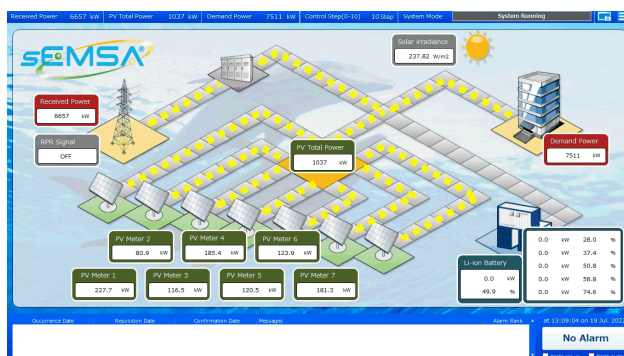 Received Power 6657 kW PV Total Power 1037 kW Demand Power 7511 kW Control Step(0-10) 10 Step System Mode System Running
sEMSA®
Solar irradiance
237.82 W/m2
Received Power
6657 kW
RPR Signal
OFF
PV Total Power
1037 kW
Demand Power
7511 kW
PV Meter 2
80.9 kW
PV Meter 4
185.4 kW
PV Meter 6
123.9 kW
PV Meter 1
227.7 kW
PV Meter 3
116.5 kW
PV Meter 5
120.5 kW
PV Meter 7
181.3 kW
Li-ion Battery
0.0 kW
49.9 %
0.0 kW 28.0 %
0.0 kW 37.4 %
0.0 kW 50.8 %
0.0 kW 58.8 %
0.0 kW 74.6 %
Occurrence Date Resolution Date Confirmation Date Messages Alarm Rank
at 13:09:04 on 19 Jul. 2022
No Alarm